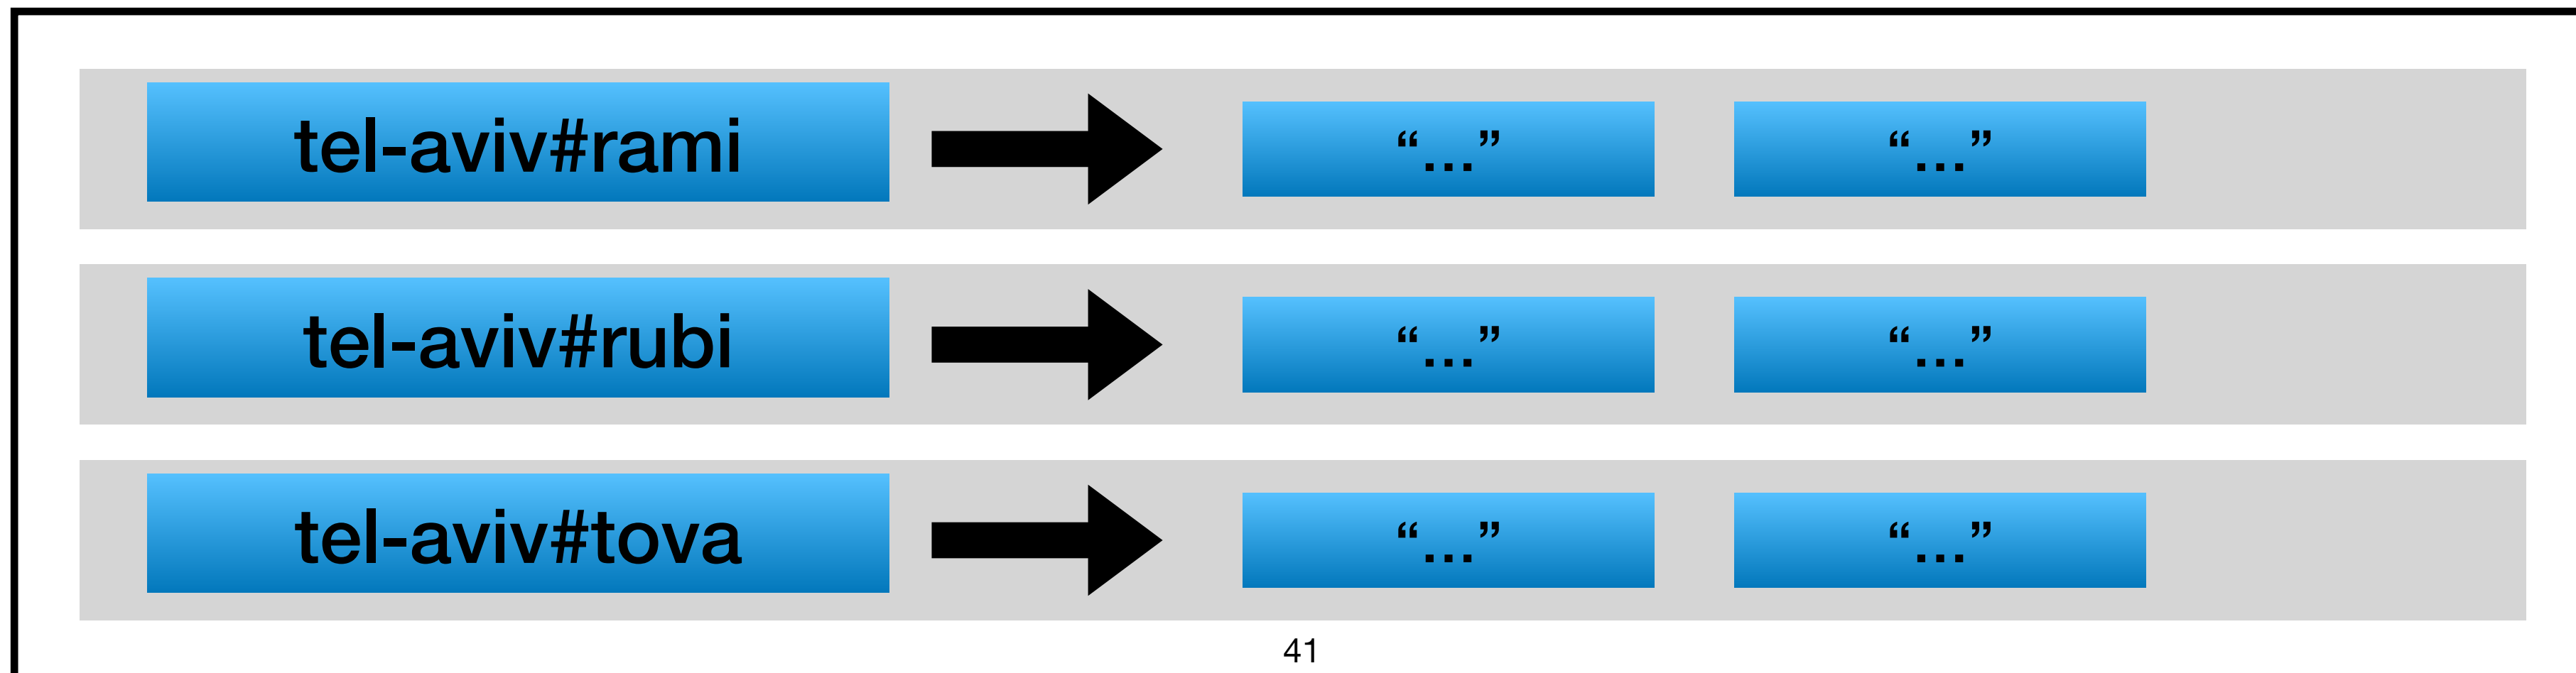 tel-aviv#rami “...” “...”
tel-aviv#rubi “...” “...”
tel-aviv#tova “...” “...”
41